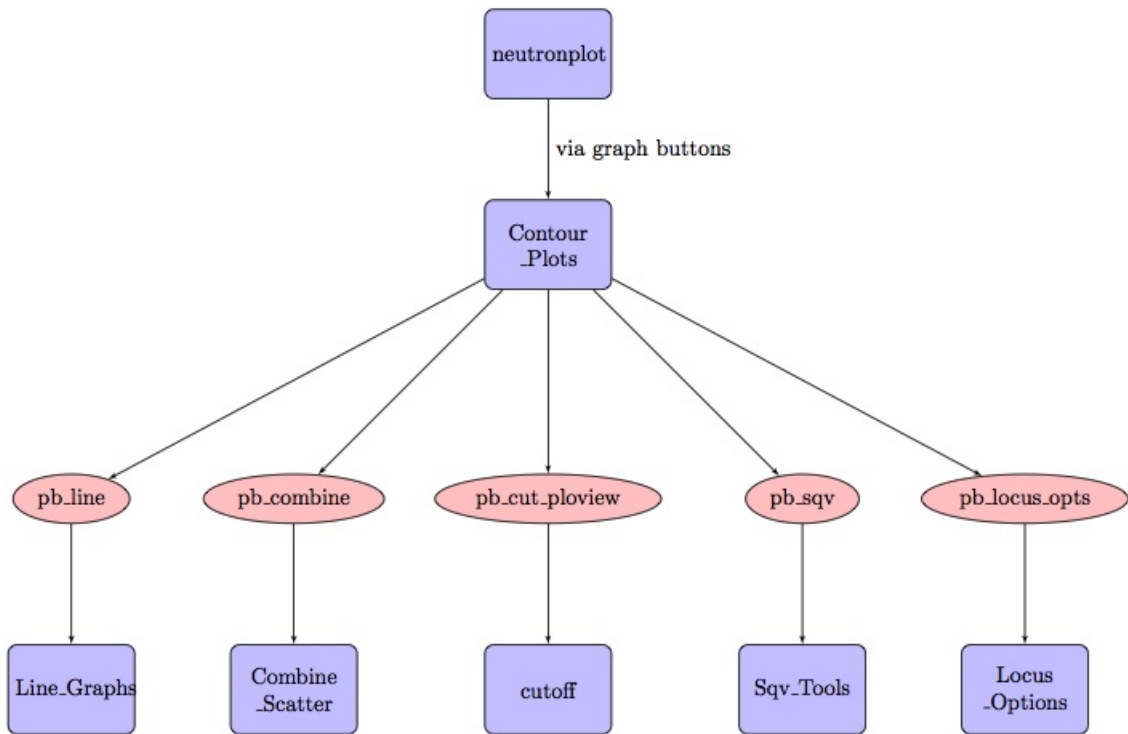 neutronplot
via graph buttons
Contour
_Plots
pb_line
pb_combine
pb_cut_ploview
pb_sqv
pb_locus_opts
Line_Graphs
Combine
_Scatter
cutoff
Sqv_Tools
Locus
_Options